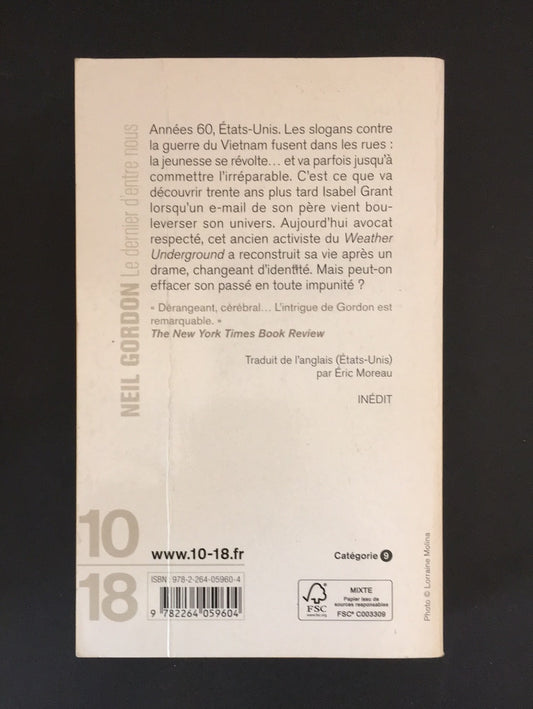 Années 60, États-Unis. Les slogans contre
la guerre du Vietnam fusent dans les rues :
la jeunesse se révolte... et va parfois jusqu'à
commettre l'irréparable. C'est ce que va
découvrir trente ans plus tard Isabel Grant
lorsqu'un e-mail de son père vient bou-
leverser son univers. Aujourd'hui avocat
respecté, cet ancien activiste du Weather
Underground a reconstruit sa vie après un
drame, changeant d'identité. Mais peut-on
effacer son passé en toute impunité ?
« Dérangeant, cérébral... L'intrigue de Gordon est
remarquable. »
The New York Times Book Review
Traduit de l'anglais (États-Unis)
par Éric Moreau
INÉDIT
NEIL GORDON Le dernier d'entre nous
10
18
www.10-18.fr
Catégorie 9
ISBN : 978-2-264-05960-4
9 782264 059604
FSC
www.fsc.org
MIXTE
Papier issu de
sources responsables
FSC® C003309
Photo © Lorraine Molina